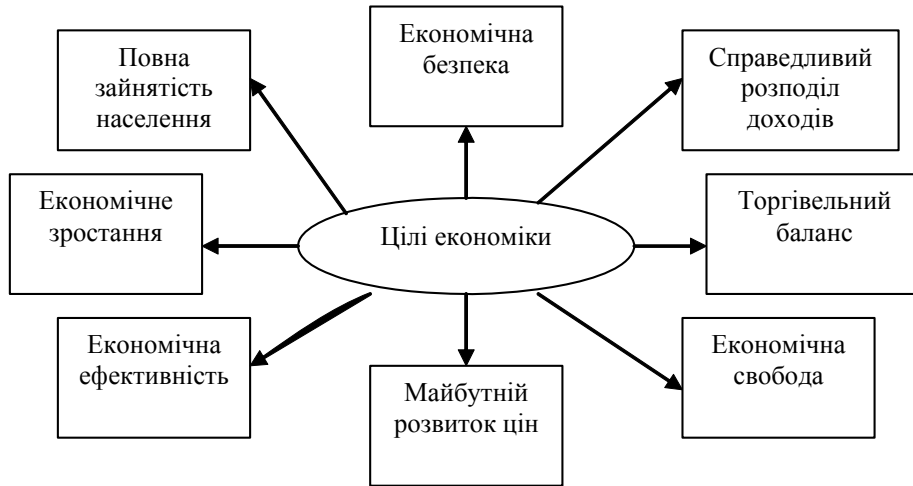 Повна
зайнятість
населення
Економічна
безпека
Справедливий
розподіл
доходів
Економічне
зростання
Цілі економіки
Торгівельний
баланс
Економічна
ефективність
Майбутній
розвиток цін
Економічна
свобода